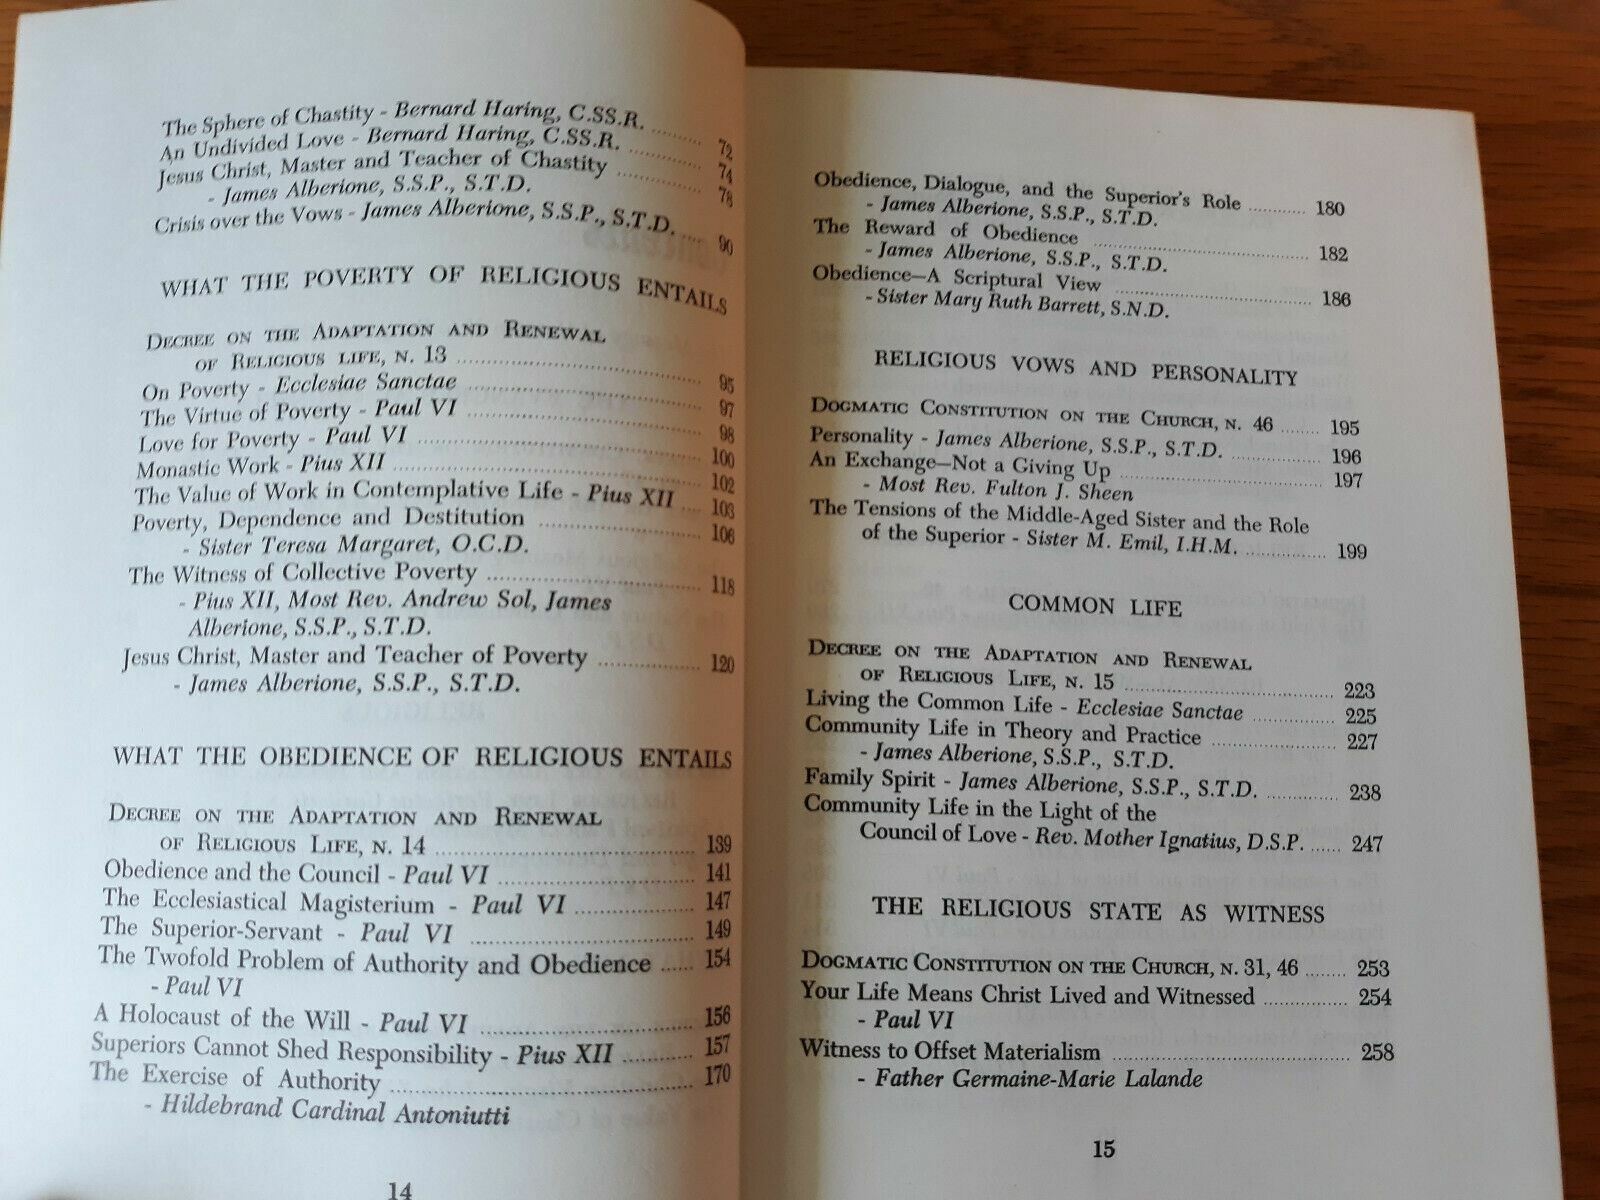 The Sphere of Chastity - Bernard Haring, C.SS.R. ........ 72
An Undivided Love - Bernard Haring, C.SS.R. ........ 74
Jesus Christ, Master and Teacher of Chastity ........ 78
- James Alberione, S.S.P., S.T.D.
Crisis over the Vows - James Alberione, S.S.P., S.T.D. .... 90
WHAT THE POVERTY OF RELIGIOUS ENTAILS
DECREE ON THE ADAPTATION AND RENEWAL
OF RELIGIOUS LIFE, N. 13 ........ 95
On Poverty - Ecclesiae Sanctae ........ 97
The Virtue of Poverty - Paul VI ........ 98
Love for Poverty - Paul VI ........ 100
Monastic Work - Pius XII ........ 102
The Value of Work in Contemplative Life - Pius XII .... 103
Poverty, Dependence and Destitution ........ 106
- Sister Teresa Margaret, O.C.D.
The Witness of Collective Poverty ........ 118
- Pius XII, Most Rev. Andrew Sol, James
Alberione, S.S.P., S.T.D.
Jesus Christ, Master and Teacher of Poverty ........ 120
- James Alberione, S.S.P., S.T.D.
WHAT THE OBEDIENCE OF RELIGIOUS ENTAILS
DECREE ON THE ADAPTATION AND RENEWAL
OF RELIGIOUS LIFE, N. 14 ........ 139
Obedience and the Council - Paul VI ........ 141
The Ecclesiastical Magisterium - Paul VI ........ 147
The Superior-Servant - Paul VI ........ 149
The Twofold Problem of Authority and Obedience ...... 154
- Paul VI
A Holocaust of the Will - Paul VI ........ 156
Superiors Cannot Shed Responsibility - Pius XII ........ 157
The Exercise of Authority ........ 170
- Hildebrand Cardinal Antoniutti
14
Obedience, Dialogue, and the Superior's Role ........ 180
- James Alberione, S.S.P., S.T.D.
The Reward of Obedience ........ 182
- James Alberione, S.S.P., S.T.D.
Obedience—A Scriptural View ........ 186
- Sister Mary Ruth Barrett, S.N.D.
RELIGIOUS VOWS AND PERSONALITY
DOGMATIC CONSTITUTION ON THE CHURCH, N. 46 ........ 195
Personality - James Alberione, S.S.P., S.T.D. ........ 196
An Exchange—Not a Giving Up ........ 197
- Most Rev. Fulton J. Sheen
The Tensions of the Middle-Aged Sister and the Role
of the Superior - Sister M. Emil, I.H.M. ........ 199
COMMON LIFE
DECREE ON THE ADAPTATION AND RENEWAL
OF RELIGIOUS LIFE, N. 15 ........ 223
Living the Common Life - Ecclesiae Sanctae ........ 225
Community Life in Theory and Practice ........ 227
- James Alberione, S.S.P., S.T.D.
Family Spirit - James Alberione, S.S.P., S.T.D. ........ 238
Community Life in the Light of the
Council of Love - Rev. Mother Ignatius, D.S.P. ...... 247
THE RELIGIOUS STATE AS WITNESS
DOGMATIC CONSTITUTION ON THE CHURCH, N. 31, 46 ........ 253
Your Life Means Christ Lived and Witnessed ........ 254
- Paul VI
Witness to Offset Materialism ........ 258
- Father Germaine-Marie Lalande
15